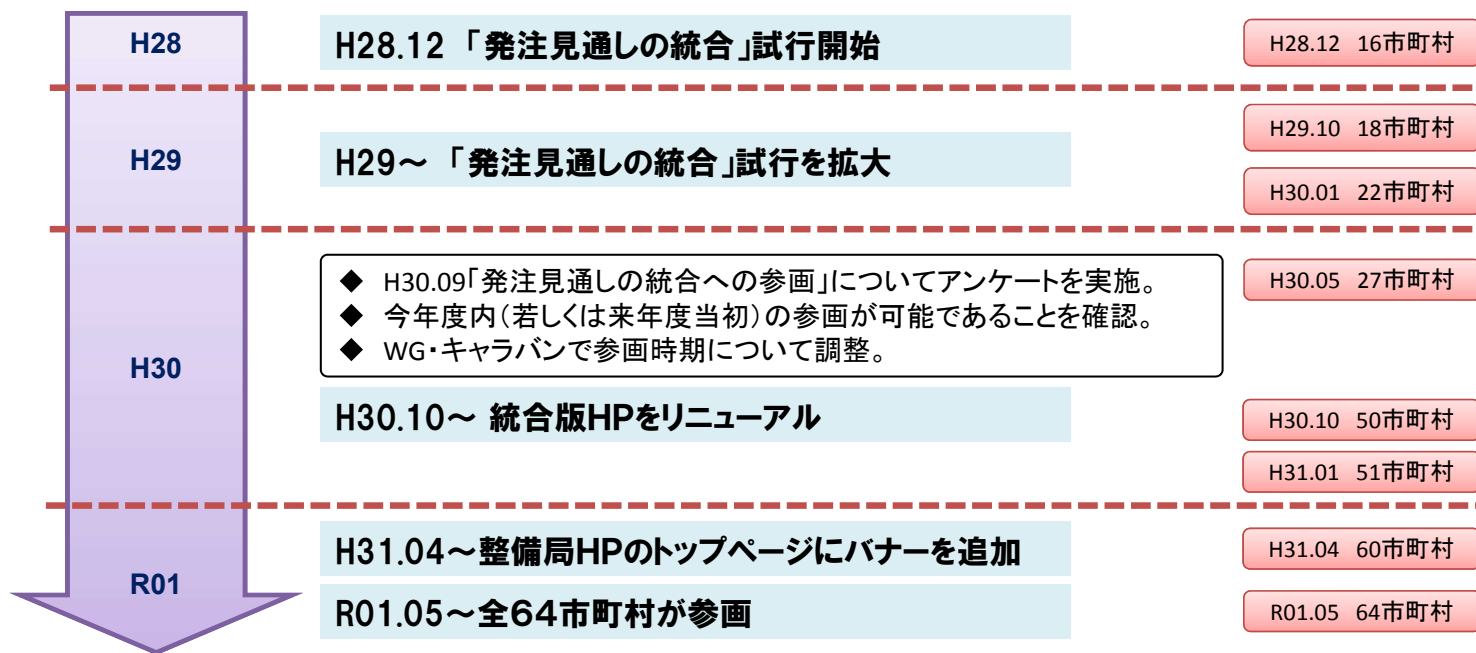 H28
H28.12 「発注見通しの統合」試行開始
H28.12 16市町村
H29
H29～ 「発注見通しの統合」試行を拡大
H29.10 18市町村
H30.01 22市町村
H30
◆ H30.09「発注見通しの統合への参画」についてアンケートを実施。
◆ 今年度内（若しくは来年度当初）の参画が可能であることを確認。
◆ WG・キャラバンで参画時期について調整。
H30.05 27市町村
H30.10～ 統合版HPをリニューアル
H30.10 50市町村
H31.01 51市町村
R01
H31.04～整備局HPのトップページにバナーを追加
H31.04 60市町村
R01.05～全64市町村が参画
R01.05 64市町村